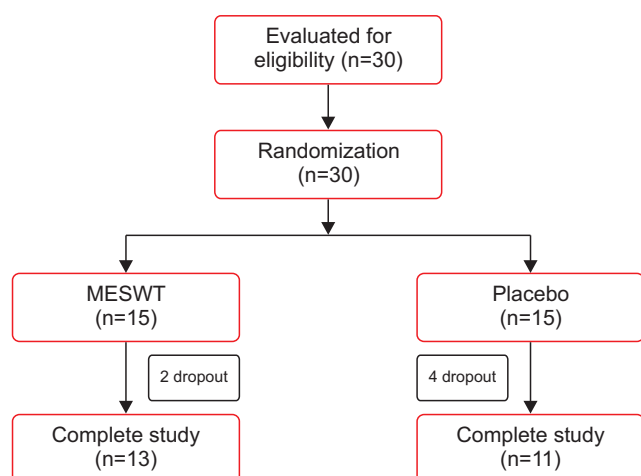 Evaluated for
eligibility (n=30)
Randomization
(n=30)
MESWT
(n=15)
Placebo
(n=15)
2 dropout
4 dropout
Complete study
(n=13)
Complete study
(n=11)